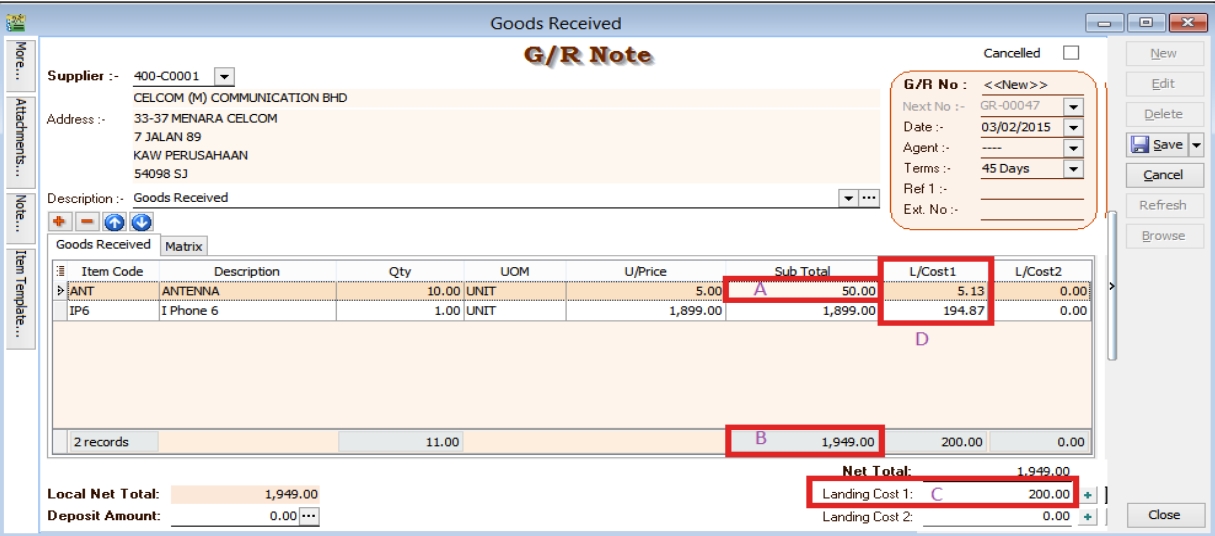 Goods Received
More...
Attachments...
Note...
Item Template...
G/R Note
Cancelled
Supplier :- 400-C0001
CELCOM (M) COMMUNICATION BHD
Address :- 33-37 MENARA CELCOM
7 JALAN 89
KAW PERUSAHAAN
54098 SJ
Description :- Goods Received
G/R No : <<New>>
Next No :- GR-00047
Date :- 03/02/2015
Agent :- ----
Terms :- 45 Days
Ref 1 :-
Ext. No :-
New
Edit
Delete
Save
Cancel
Refresh
Browse
Goods Received Matrix
Item Code Description Qty UOM U/Price Sub Total L/Cost1 L/Cost2
ANT ANTENNA 10.00 UNIT 5.00 A 50.00 5.13 0.00
IP6 I Phone 6 1.00 UNIT 1,899.00 1,899.00 194.87 0.00
D
2 records 11.00 B 1,949.00 200.00 0.00
Net Total: 1,949.00
Local Net Total: 1,949.00 Landing Cost 1: C 200.00
Deposit Amount: 0.00 Landing Cost 2: 0.00
Close